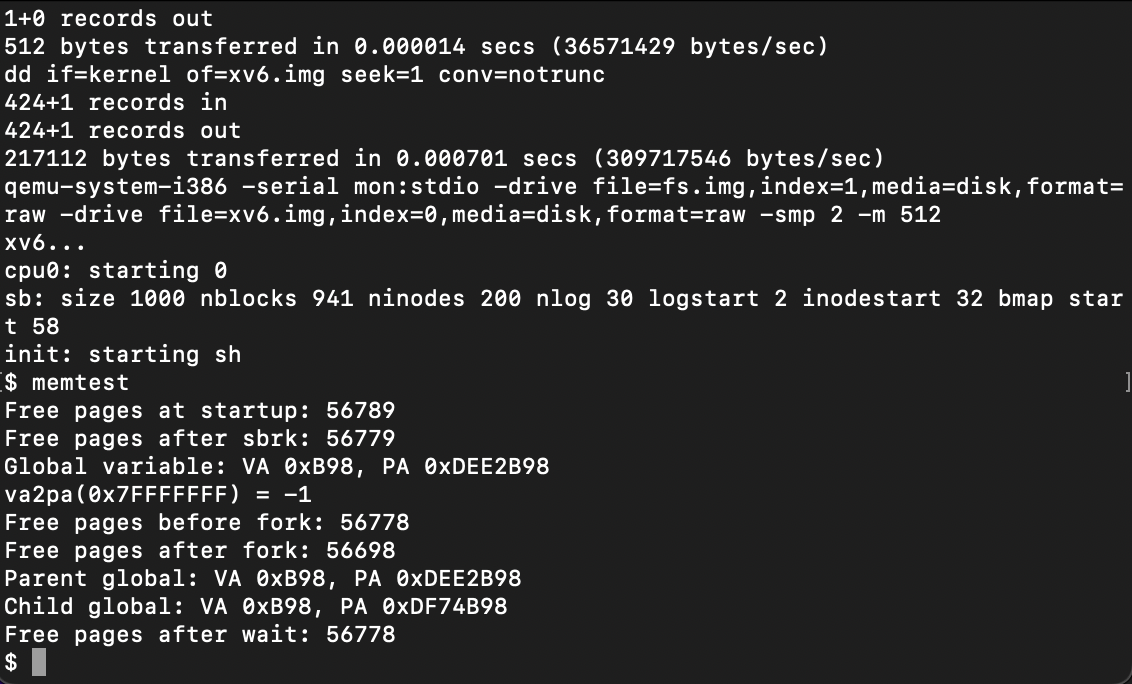 1+0 records out
512 bytes transferred in 0.000014 secs (36571429 bytes/sec)
dd if=kernel of=xv6.img seek=1 conv=notrunc
424+1 records in
424+1 records out
217112 bytes transferred in 0.000701 secs (309717546 bytes/sec)
qemu-system-i386 -serial mon:stdio -drive file=fs.img,index=1,media=disk,format=
raw -drive file=xv6.img,index=0,media=disk,format=raw -smp 2 -m 512
xv6...
cpu0: starting 0
sb: size 1000 nblocks 941 ninodes 200 nlog 30 logstart 2 inodestart 32 bmap star
t 58
init: starting sh
[$ memtest ]
Free pages at startup: 56789
Free pages after sbrk: 56779
Global variable: VA 0xB98, PA 0xDEE2B98
va2pa(0x7FFFFFFF) = -1
Free pages before fork: 56778
Free pages after fork: 56698
Parent global: VA 0xB98, PA 0xDEE2B98
Child global: VA 0xB98, PA 0xDF74B98
Free pages after wait: 56778
$